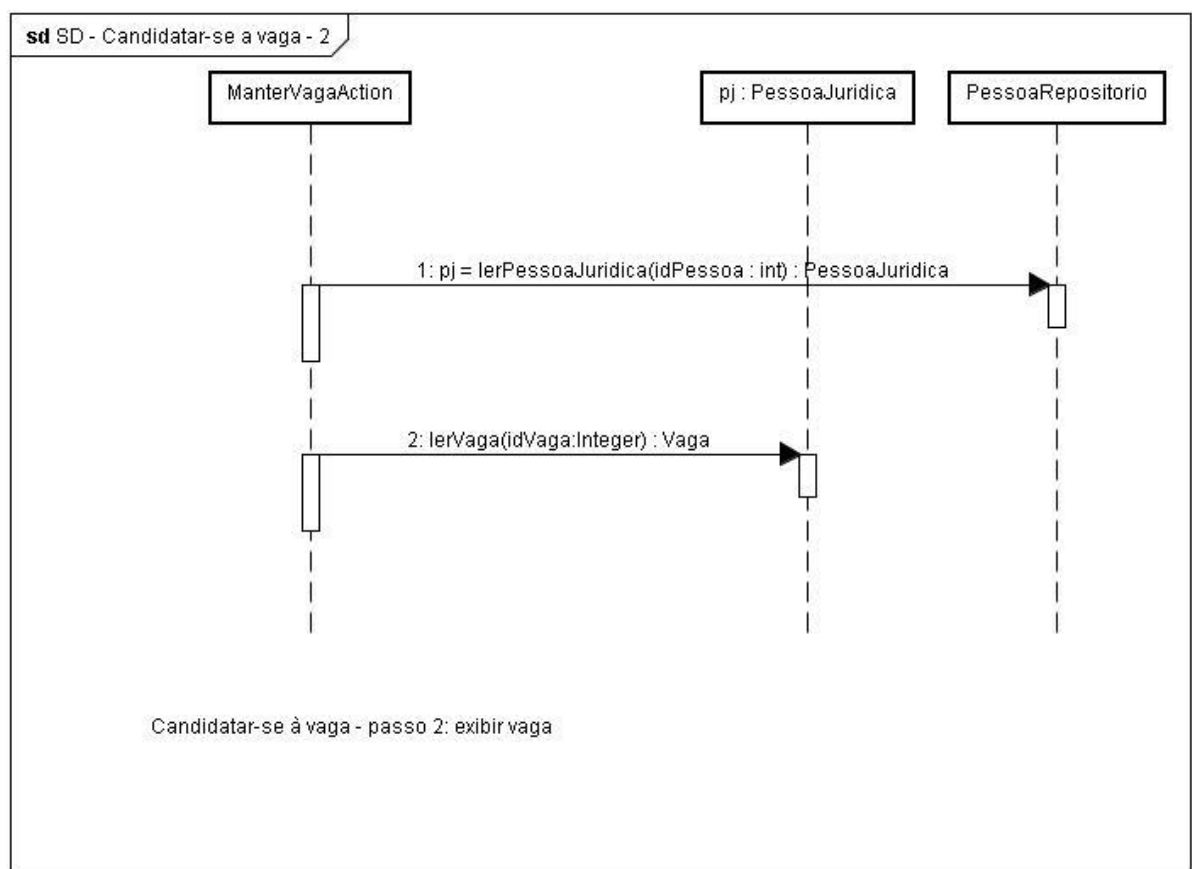 sd SD - Candidatar-se a vaga - 2
ManterVagaAction
pj : PessoaJuridica
PessoaRepositorio
1: pj = lerPessoaJuridica(idPessoa : int) : PessoaJuridica
2: lerVaga(idVaga:Integer) : Vaga
Candidatar-se à vaga - passo 2: exibir vaga